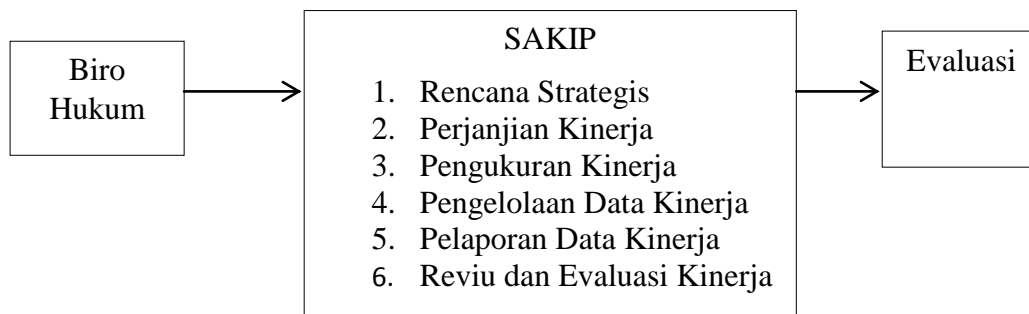 Biro
Hukum
SAKIP
1. Rencana Strategis
2. Perjanjian Kinerja
3. Pengukuran Kinerja
4. Pengelolaan Data Kinerja
5. Pelaporan Data Kinerja
6. Reviu dan Evaluasi Kinerja
Evaluasi